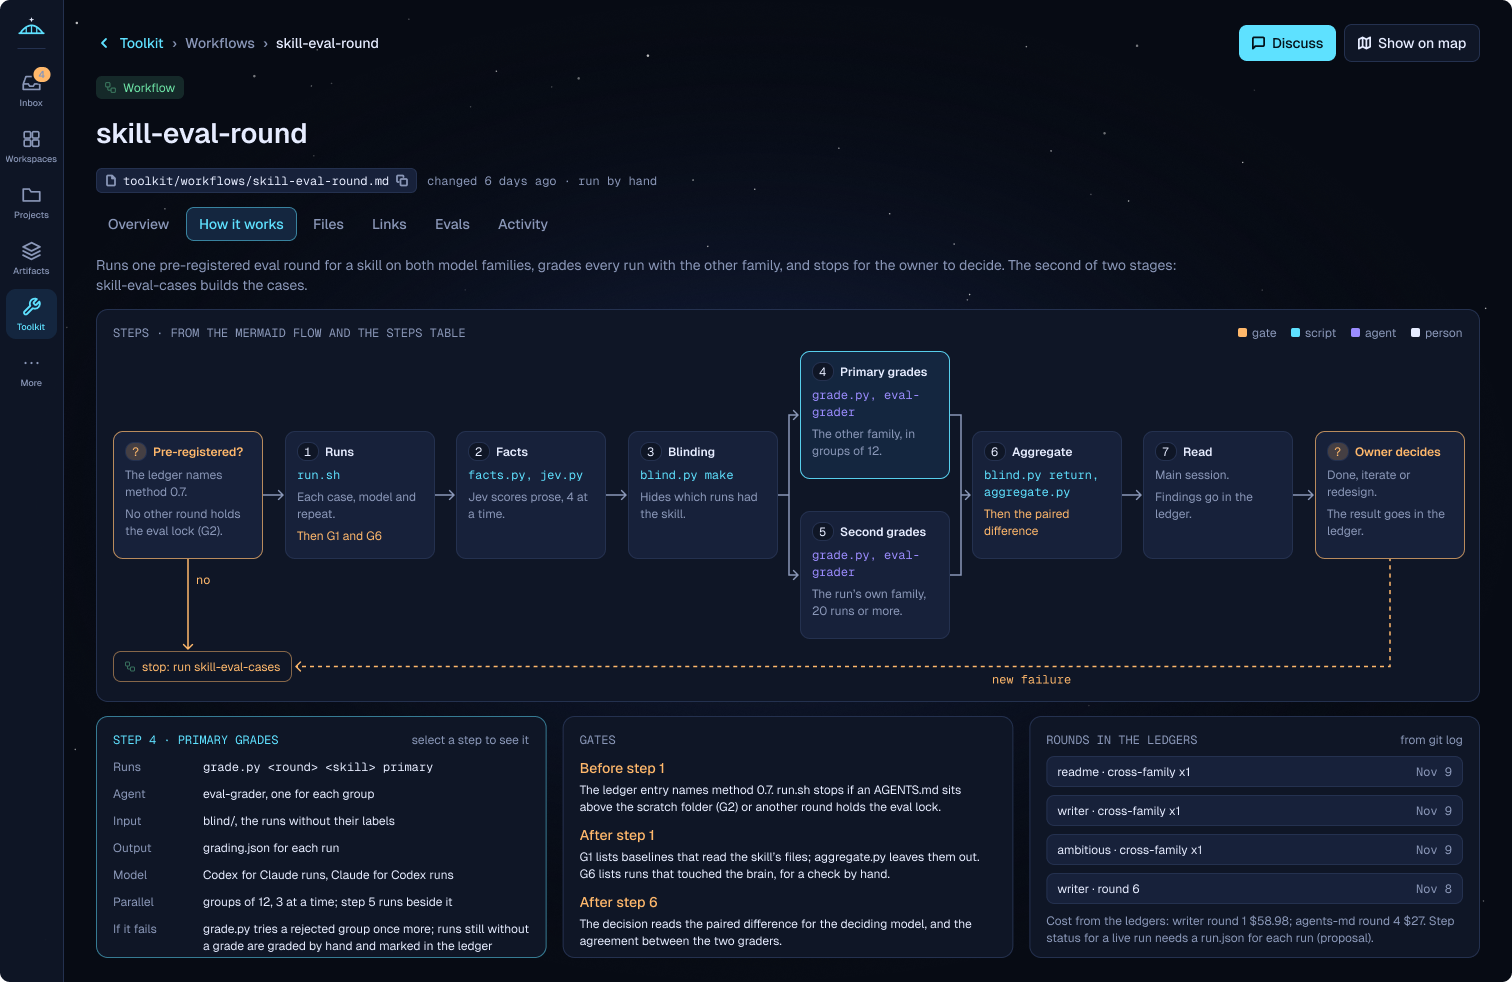 Toolkit › Workflows › skill-eval-round
Discuss
Show on map
4
Inbox
Workspaces
Projects
Artifacts
Toolkit
More
Workflow
skill-eval-round
toolkit/workflows/skill-eval-round.md
changed 6 days ago · run by hand
Overview
How it works
Files
Links
Evals
Activity
Runs one pre-registered eval round for a skill on both model families, grades every run with the other family, and stops for the owner to decide. The second of two stages:
skill-eval-cases builds the cases.
STEPS · FROM THE MERMAID FLOW AND THE STEPS TABLE
gate
script
agent
person
? Pre-registered?
The ledger names
method 0.7.
No other round holds
the eval lock (G2).
1 Runs
run.sh
Each case, model and
repeat.
Then G1 and G6
2 Facts
facts.py, jev.py
Jev scores prose, 4 at
a time.
3 Blinding
blind.py make
Hides which runs had
the skill.
4 Primary grades
grade.py, eval-
grader
The other family, in
groups of 12.
5 Second grades
grade.py, eval-
grader
The run's own family,
20 runs or more.
6 Aggregate
blind.py return,
aggregate.py
Then the paired
difference
7 Read
Main session.
Findings go in the
ledger.
? Owner decides
Done, iterate or
redesign.
The result goes in the
ledger.
no
stop: run skill-eval-cases
new failure
STEP 4 · PRIMARY GRADES
select a step to see it
Runs
grade.py <round> <skill> primary
Agent
eval-grader, one for each group
Input
blind/, the runs without their labels
Output
grading.json for each run
Model
Codex for Claude runs, Claude for Codex runs
Parallel
groups of 12, 3 at a time; step 5 runs beside it
If it fails
grade.py tries a rejected group once more; runs still without
a grade are graded by hand and marked in the ledger
GATES
Before step 1
The ledger entry names method 0.7. run.sh stops if an AGENTS.md sits
above the scratch folder (G2) or another round holds the eval lock.
After step 1
G1 lists baselines that read the skill's files; aggregate.py leaves them out.
G6 lists runs that touched the brain, for a check by hand.
After step 6
The decision reads the paired difference for the deciding model, and the
agreement between the two graders.
ROUNDS IN THE LEDGERS
from git log
readme · cross-family x1
Nov 9
writer · cross-family x1
Nov 9
ambitious · cross-family x1
Nov 9
writer · round 6
Nov 8
Cost from the ledgers: writer round 1 $58.98; agents-md round 4 $27. Step
status for a live run needs a run.json for each run (proposal).